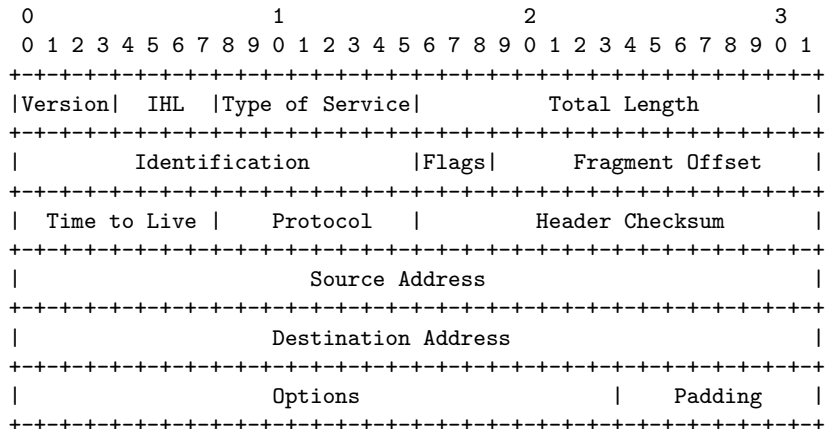 0                   1                   2                   3
0 1 2 3 4 5 6 7 8 9 0 1 2 3 4 5 6 7 8 9 0 1 2 3 4 5 6 7 8 9 0 1
+-+-+-+-+-+-+-+-+-+-+-+-+-+-+-+-+-+-+-+-+-+-+-+-+-+-+-+-+-+-+-+-+
|Version|  IHL  |Type of Service|          Total Length         |
+-+-+-+-+-+-+-+-+-+-+-+-+-+-+-+-+-+-+-+-+-+-+-+-+-+-+-+-+-+-+-+-+
|         Identification        |Flags|      Fragment Offset    |
+-+-+-+-+-+-+-+-+-+-+-+-+-+-+-+-+-+-+-+-+-+-+-+-+-+-+-+-+-+-+-+-+
|  Time to Live |    Protocol   |         Header Checksum       |
+-+-+-+-+-+-+-+-+-+-+-+-+-+-+-+-+-+-+-+-+-+-+-+-+-+-+-+-+-+-+-+-+
|                       Source Address                          |
+-+-+-+-+-+-+-+-+-+-+-+-+-+-+-+-+-+-+-+-+-+-+-+-+-+-+-+-+-+-+-+-+
|                    Destination Address                        |
+-+-+-+-+-+-+-+-+-+-+-+-+-+-+-+-+-+-+-+-+-+-+-+-+-+-+-+-+-+-+-+-+
|                    Options                    |    Padding    |
+-+-+-+-+-+-+-+-+-+-+-+-+-+-+-+-+-+-+-+-+-+-+-+-+-+-+-+-+-+-+-+-+